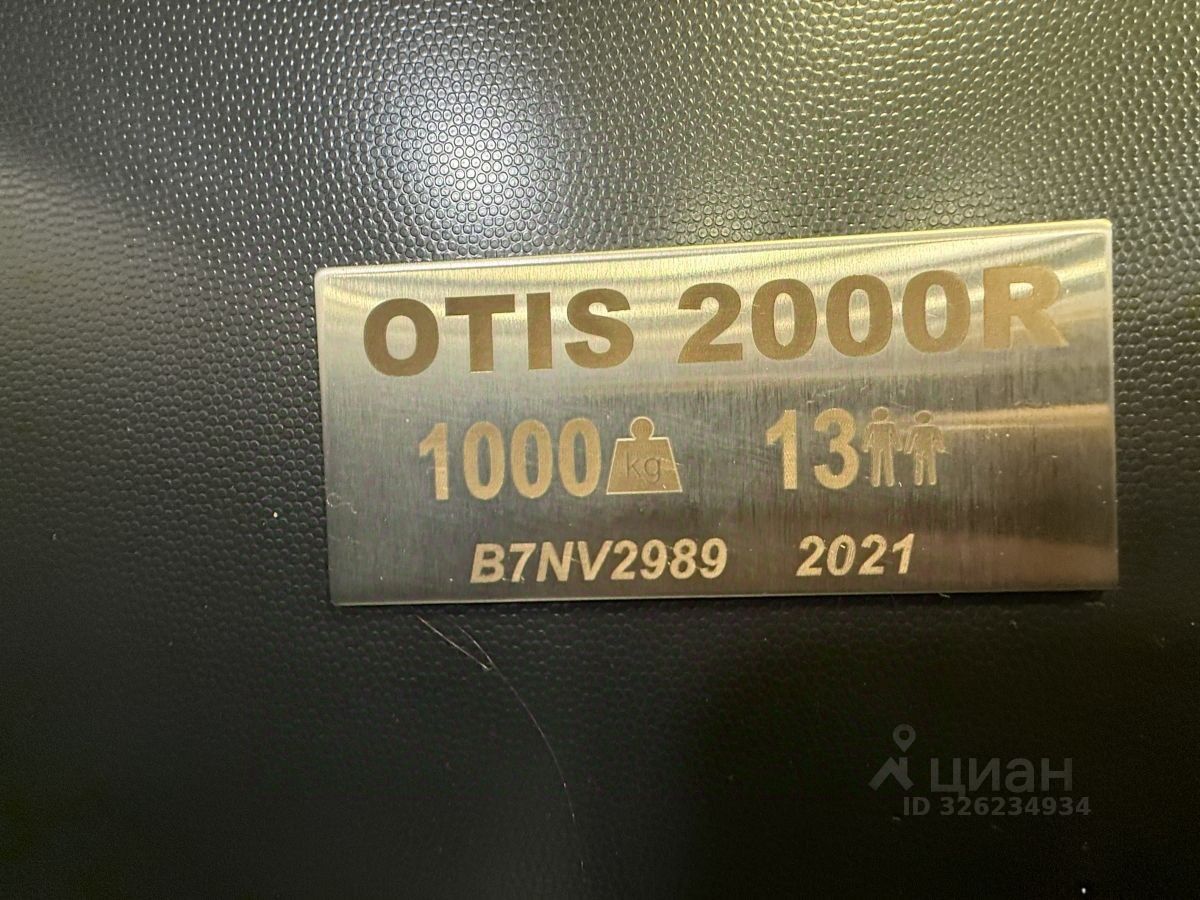 OTIS 2000R
1000 kg 13
B7NV2989 2021
циан
ID 326234934